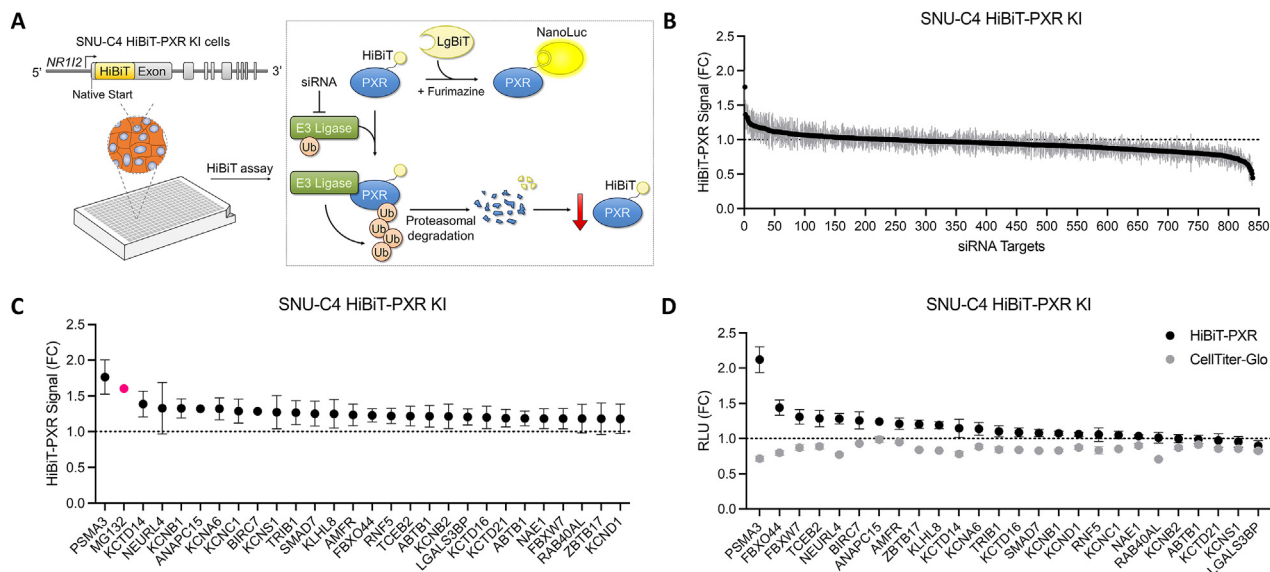 A
SNU-C4 HiBiT-PXR KI cells
NR1I2
5'
HiBiT
Exon
3'
Native Start
HiBiT assay
HiBiT
LgBiT
NanoLuc
PXR
+ Furimazine
PXR
siRNA
E3 Ligase
Ub
E3 Ligase
PXR
Ub
Ub
Ub
Ub
Proteasomal
degradation
HiBiT
PXR
B
SNU-C4 HiBiT-PXR KI
HiBiT-PXR Signal (FC)
2.5
2.0
1.5
1.0
0.5
0.0
0 50 100 150 200 250 300 350 400 450 500 550 600 650 700 750 800 850
siRNA Targets
C
SNU-C4 HiBiT-PXR KI
HiBiT-PXR Signal (FC)
2.5
2.0
1.5
1.0
0.5
0.0
PSMA3
MG132
KCTD14
NEURL4
KCNB1
ANAPC15
KCNA6
KCNC1
BIRC7
KCNS1
TRIB1
SMAD7
KLHL8
AMFR
FBXO44
RNF5
TCEB2
ABTB1
KCNB2
LGALS3BP
KCTD16
KCTD21
ABTB1
NAE1
FBXW7
RAB40AL
ZBTB17
KCND1
D
SNU-C4 HiBiT-PXR KI
RLU (FC)
2.5
2.0
1.5
1.0
0.5
0.0
HiBiT-PXR
CellTiter-Glo
PSMA3
FBXO44
FBXW7
TCEB2
NEURL4
BIRC7
ANAPC15
AMFR
ZBTB17
KLHL8
KCTD14
KCNA6
TRIB1
KCTD16
SMAD7
KCNB1
KCND1
RNF5
KCNC1
NAE1
RAB40AL
KCNB2
ABTB1
KCTD21
KCNS1
LGALS3BP